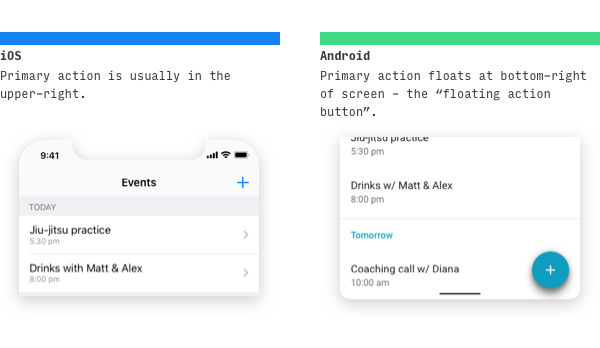 iOS
Primary action is usually in the
upper-right.
9:41
Events
TODAY
Jiu-jitsu practice
5:30 pm
Drinks with Matt & Alex
8:00 pm
Android
Primary action floats at bottom-right
of screen – the “floating action
button”.
Jiu-jitsu practice
5:30 pm
Drinks w/ Matt & Alex
8:00 pm
Tomorrow
Coaching call w/ Diana
10:00 am